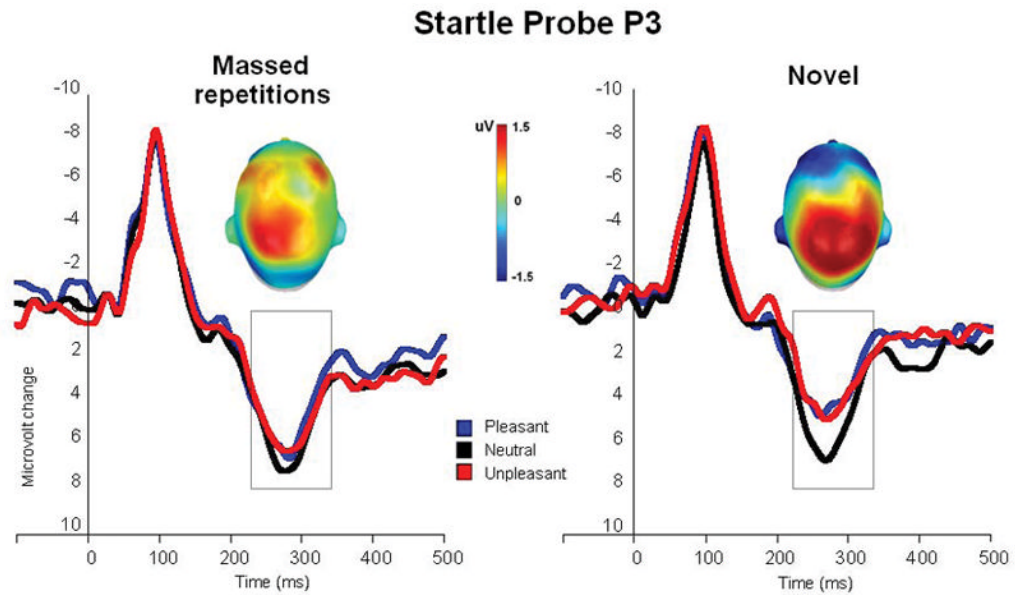 Startle Probe P3
Massed
repetitions
Novel
-10
-8
-6
-4
-2
0
2
4
6
8
10
Microvolt change
0 100 200 300 400 500
Time (ms)
uV
1.5
0
-1.5
Pleasant
Neutral
Unpleasant
-10
-8
-6
-4
-2
0
2
4
6
8
10
0 100 200 300 400 500
Time (ms)